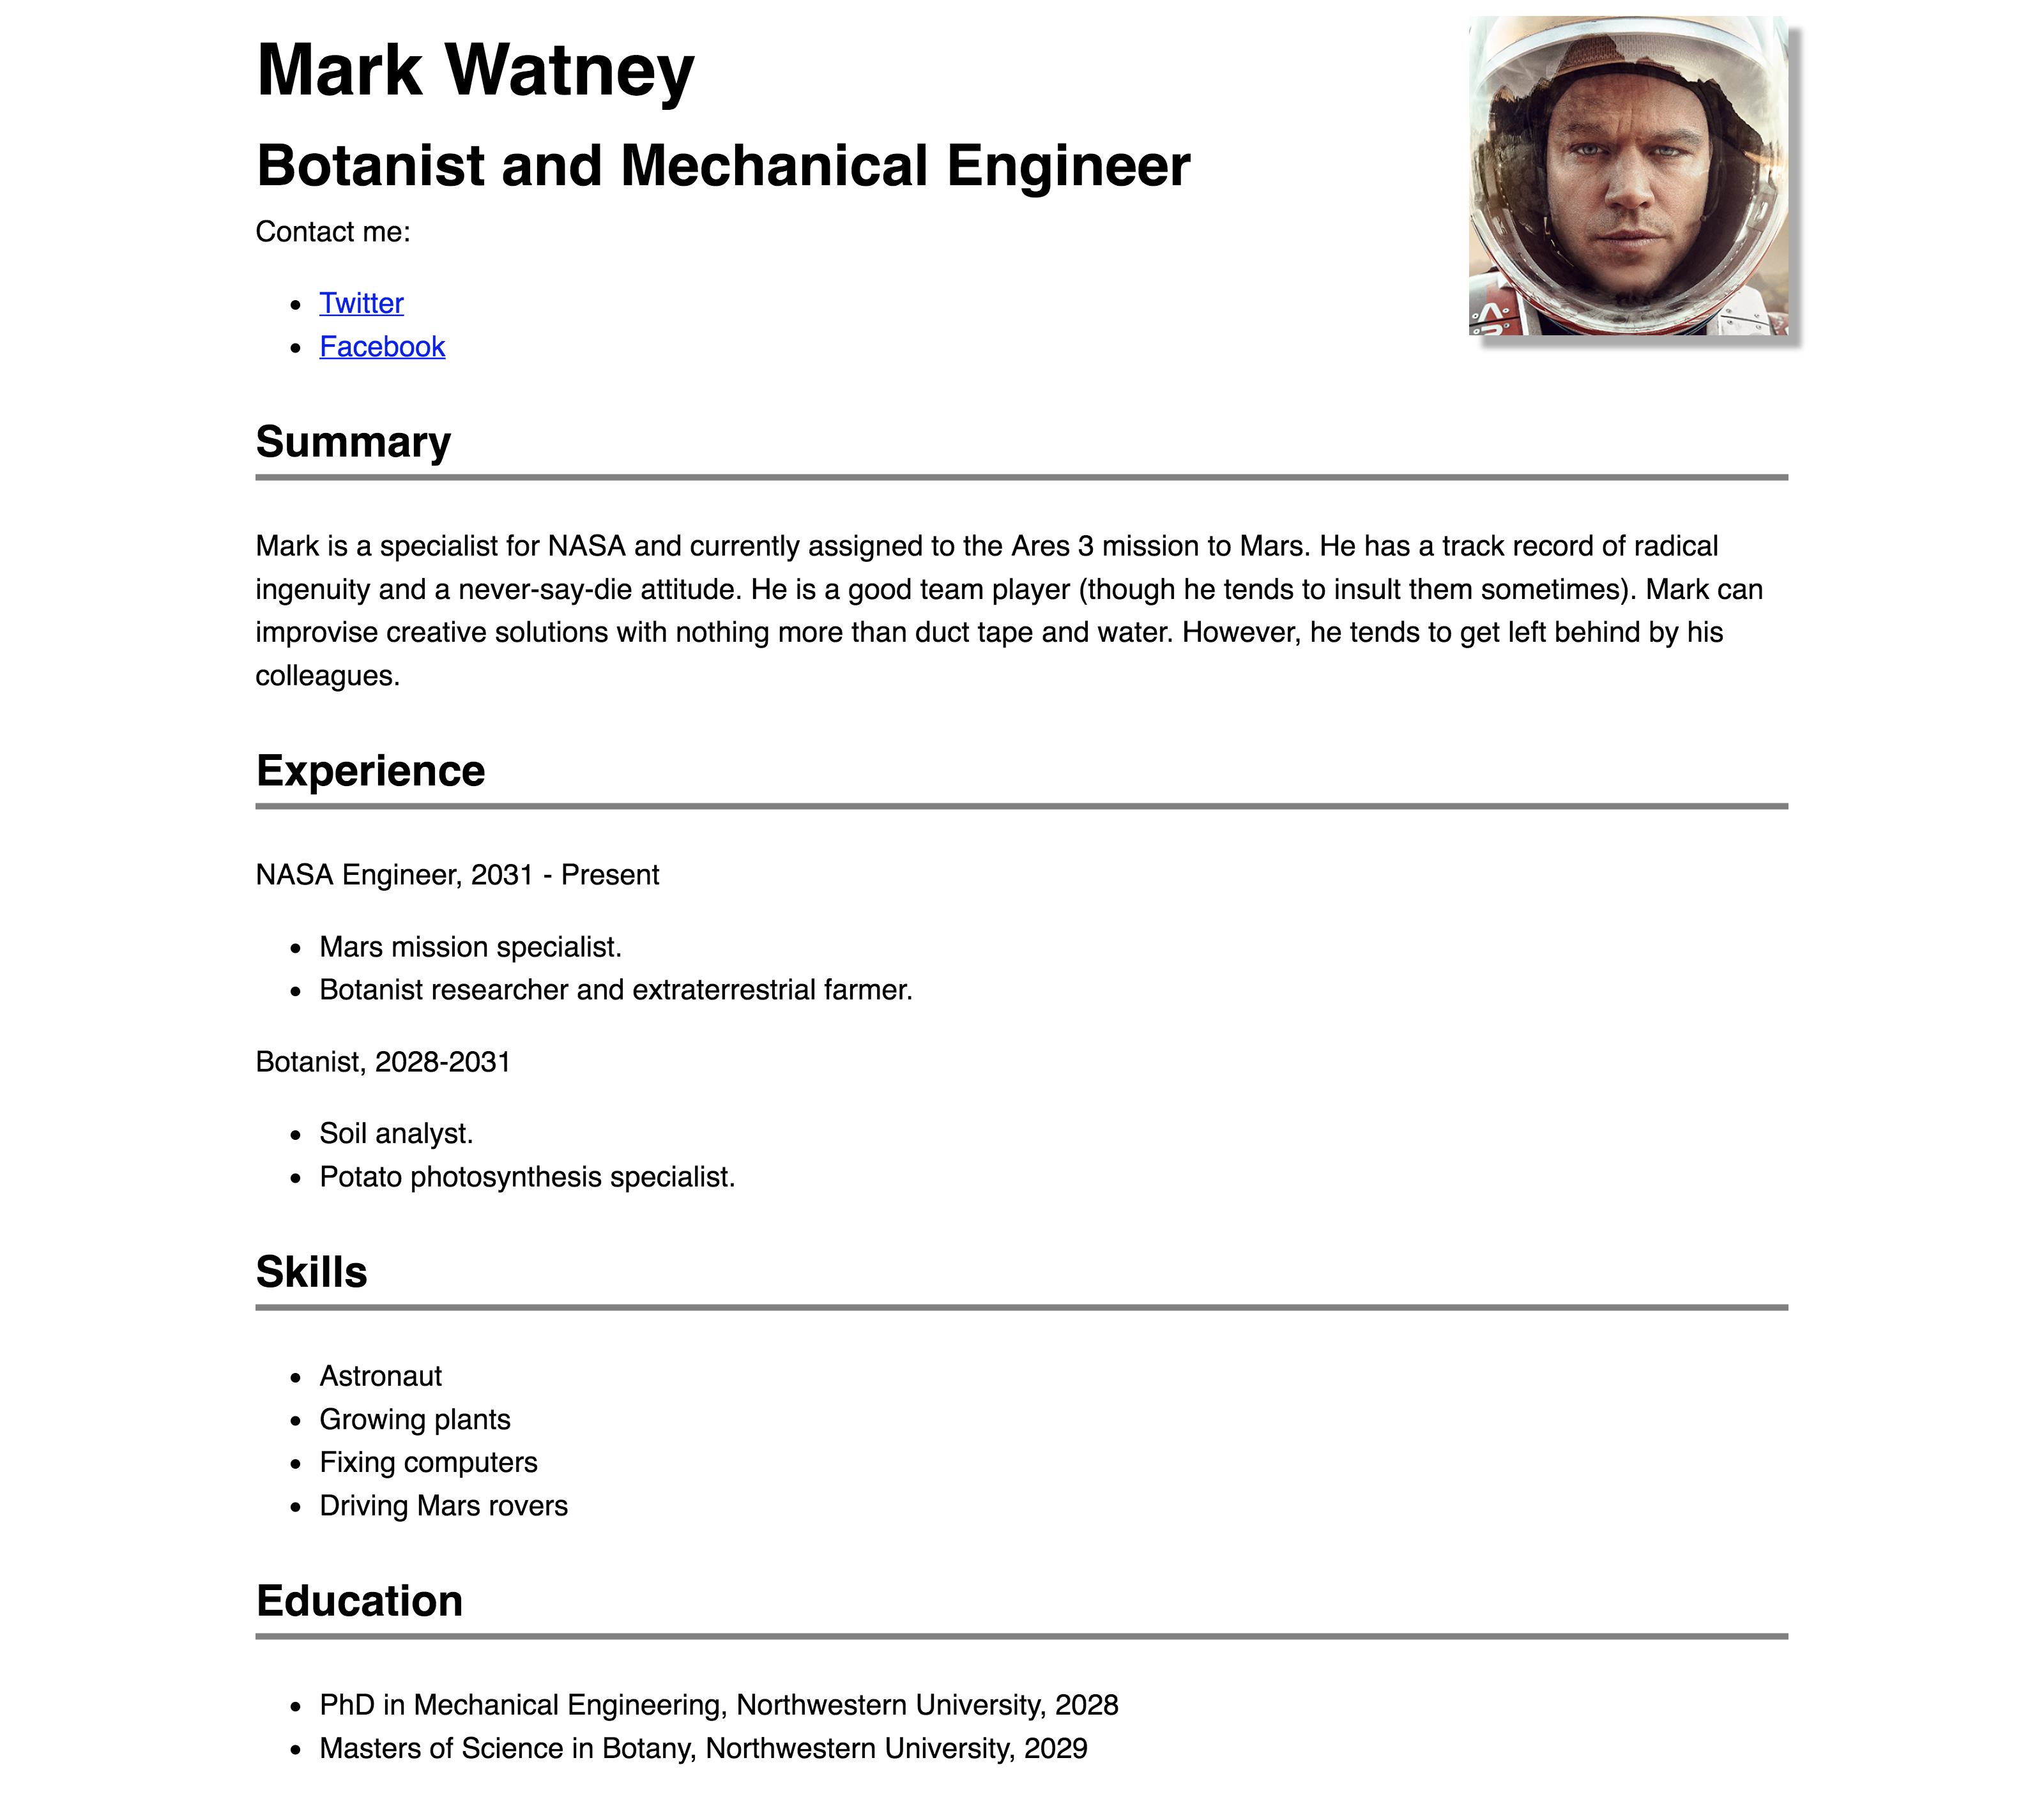 Mark Watney
Botanist and Mechanical Engineer
Contact me:
Twitter
Facebook
Summary
Mark is a specialist for NASA and currently assigned to the Ares 3 mission to Mars. He has a track record of radical
ingenuity and a never-say-die attitude. He is a good team player (though he tends to insult them sometimes). Mark can
improvise creative solutions with nothing more than duct tape and water. However, he tends to get left behind by his
colleagues.
Experience
NASA Engineer, 2031 - Present
Mars mission specialist.
Botanist researcher and extraterrestrial farmer.
Botanist, 2028-2031
Soil analyst.
Potato photosynthesis specialist.
Skills
Astronaut
Growing plants
Fixing computers
Driving Mars rovers
Education
PhD in Mechanical Engineering, Northwestern University, 2028
Masters of Science in Botany, Northwestern University, 2029